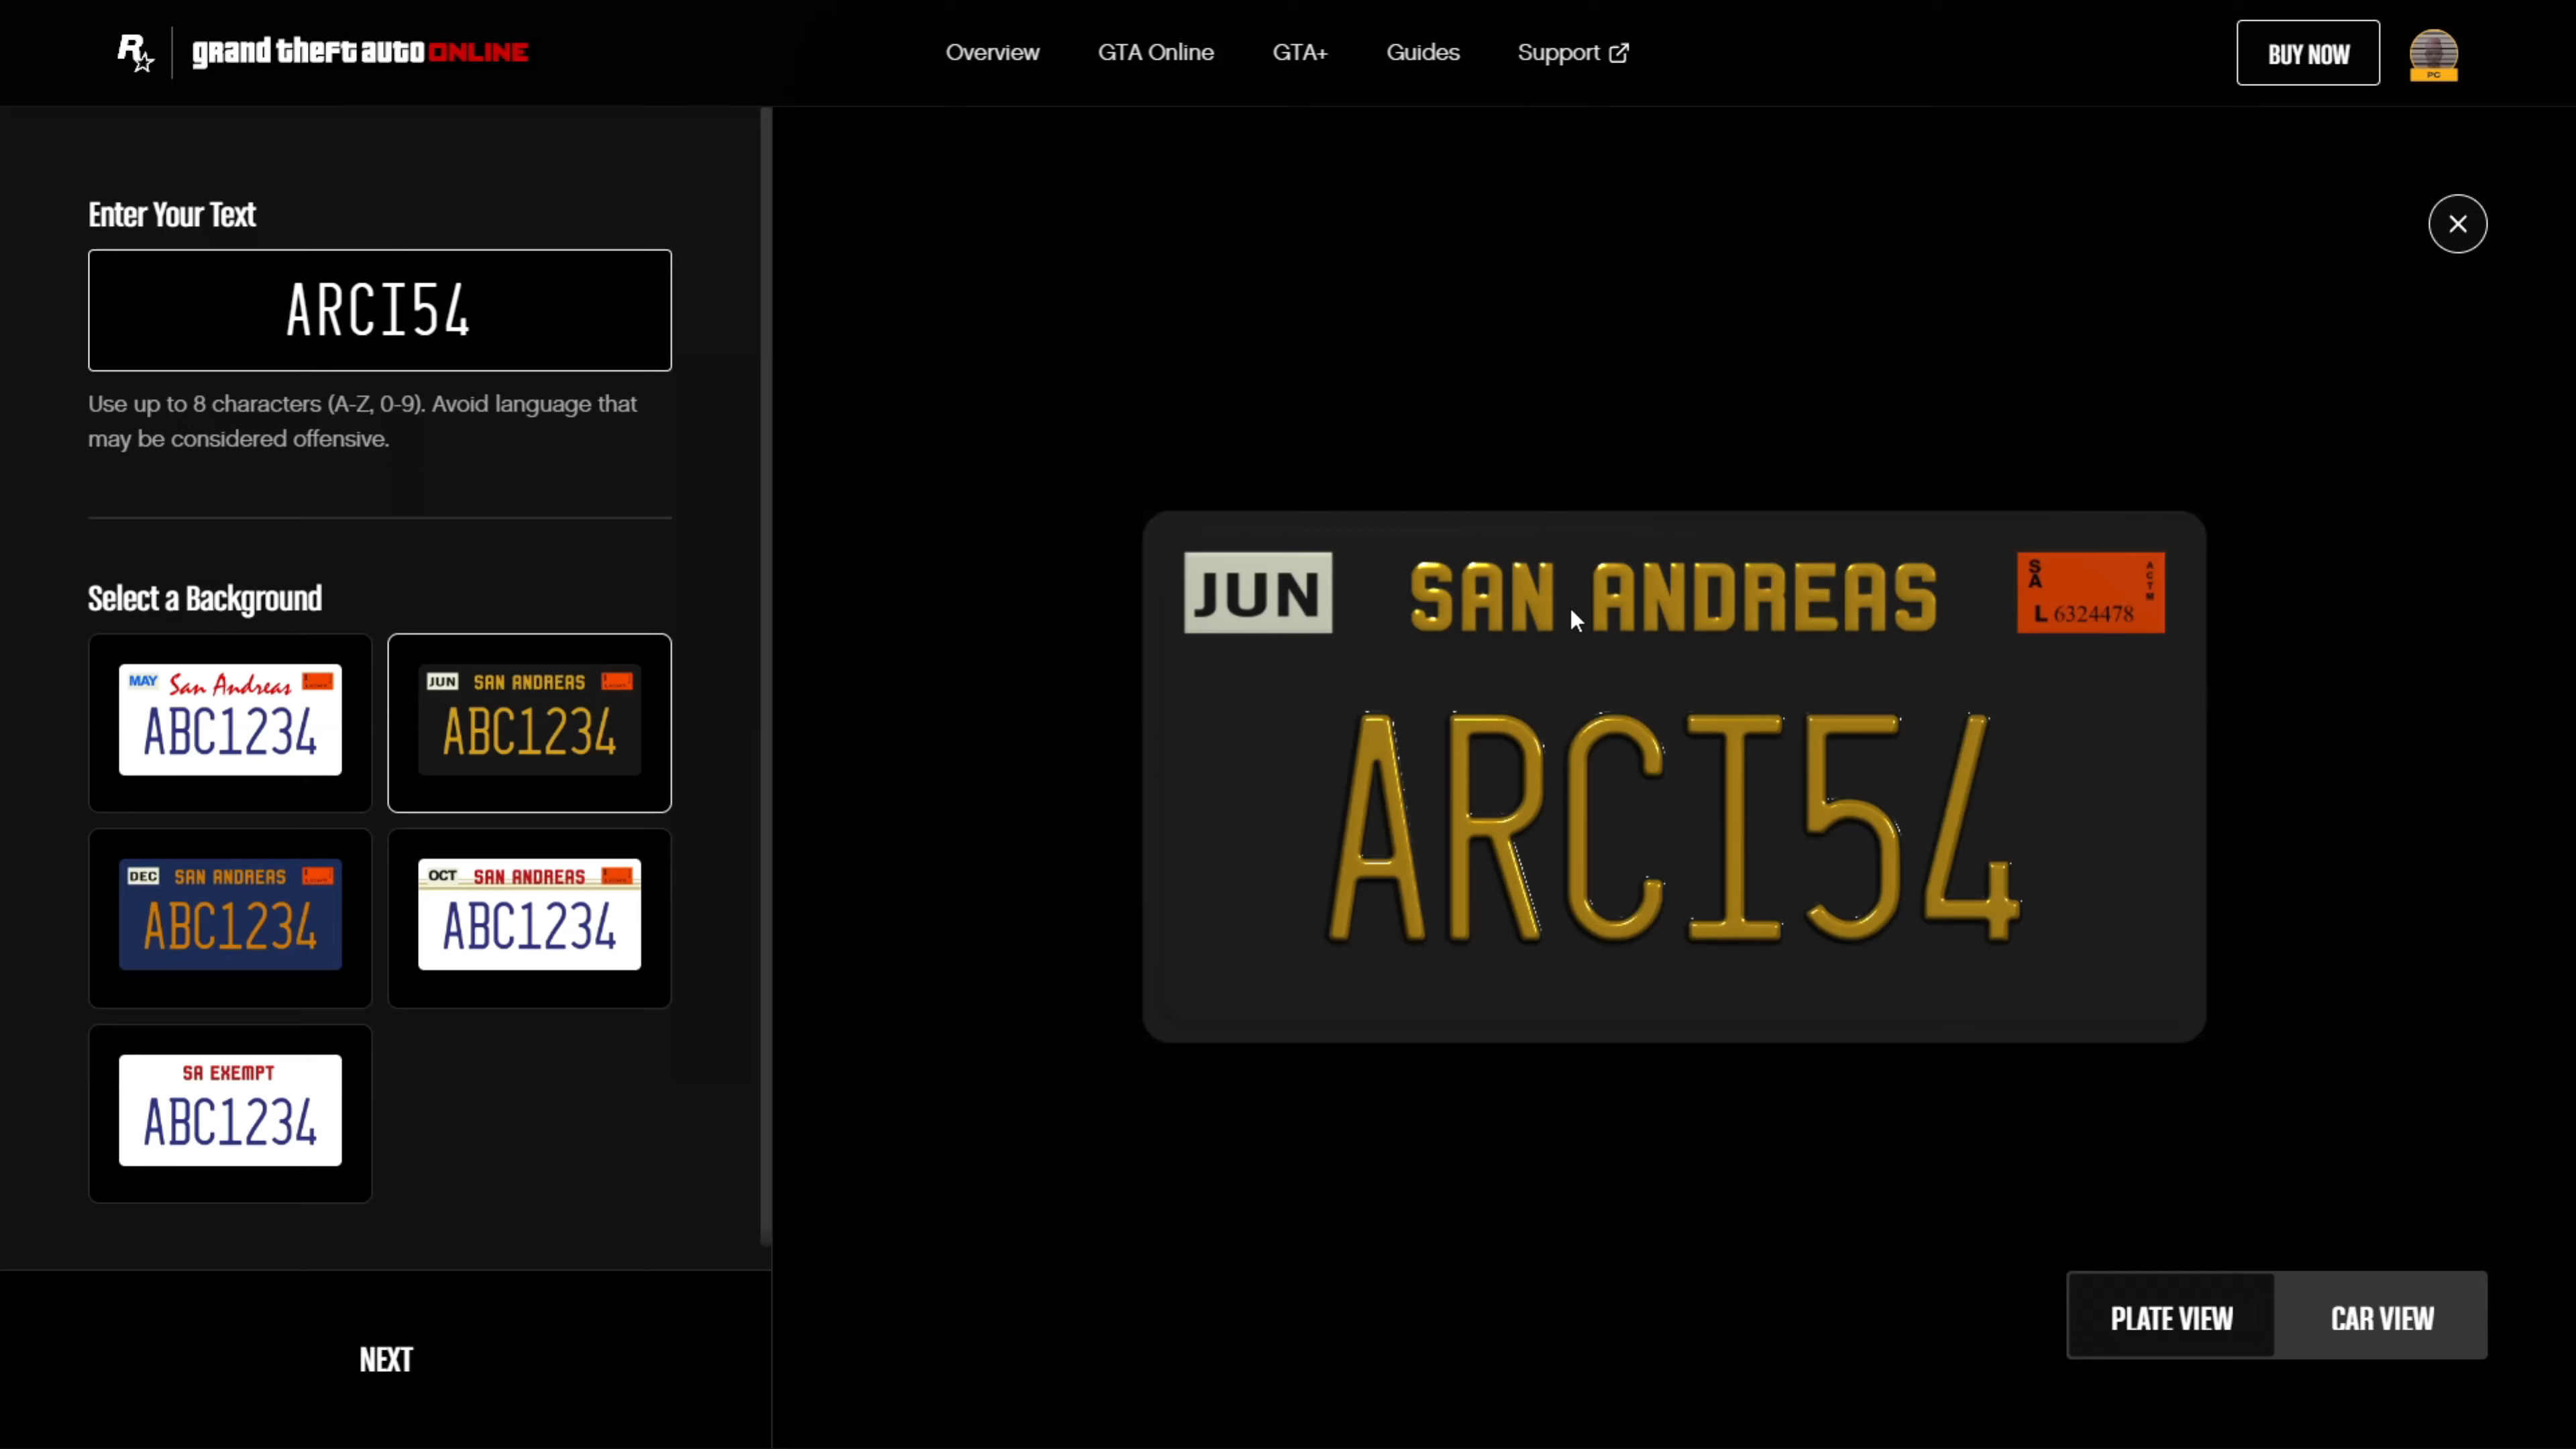 R grand theft auto ONLINE
Overview GTA Online GTA+ Guides Support
BUY NOW
PC
Enter Your Text
ARCI54
Use up to 8 characters (A-Z, 0-9). Avoid language that
may be considered offensive.
Select a Background
MAY San Andreas
ABC1234
JUN SAN ANDREAS
ABC1234
DEC SAN ANDREAS
ABC1234
OCT SAN ANDREAS
ABC1234
SA EXEMPT
ABC1234
NEXT
JUN SAN ANDREAS SA ACTM
L 6324478
ARCI54
PLATE VIEW CAR VIEW